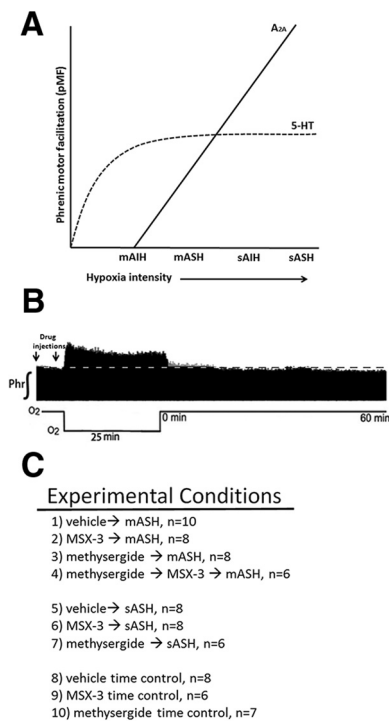 A
Phrenic motor facilitation (pMF)
A2A
5-HT
mAIH mASH sAIH sASH
Hypoxia intensity
B
Drug
injections
Phr
O2
O2
25 min
0 min
60 min
C
Experimental Conditions
1) vehicle→ mASH, n=10
2) MSX-3 → mASH, n=8
3) methysergide → mASH, n=8
4) methysergide → MSX-3 → mASH, n=6
5) vehicle→ sASH, n=8
6) MSX-3 → sASH, n=8
7) methysergide → sASH, n=6
8) vehicle time control, n=8
9) MSX-3 time control, n=6
10) methysergide time control, n=7